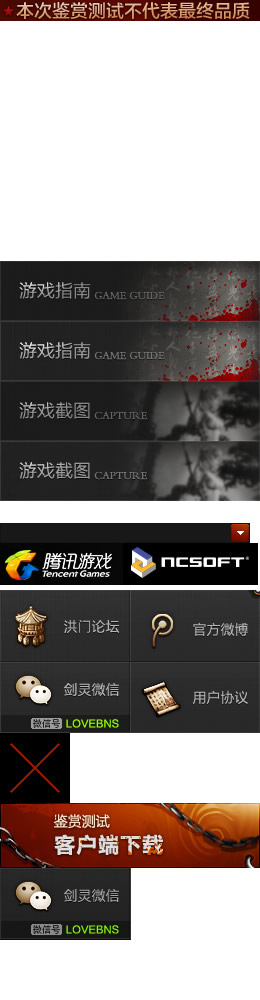 ★本次鉴赏测试不代表最终品质
游戏指南 GAME GUIDE
游戏指南 GAME GUIDE
游戏截图 CAPTURE
游戏截图 CAPTURE
腾讯游戏 NCSOFT®
Tencent Games
洪门论坛 官方微博
剑灵微信 用户协议
微信号 LOVEBNS
鉴赏测试
客户端下载
剑灵微信
微信号 LOVEBNS